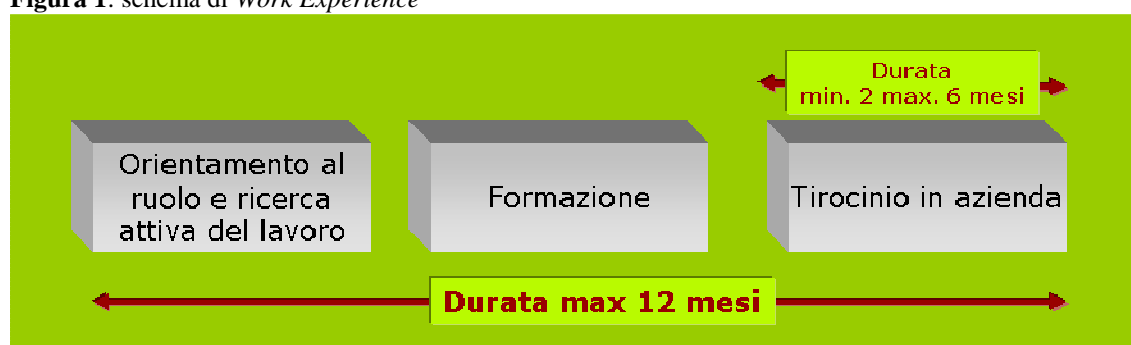 Figura 1: schema di Work Experience
Durata
min. 2 max. 6 mesi
Orientamento al
ruolo e ricerca
attiva del lavoro
Formazione
Tirocinio in azienda
Durata max 12 mesi